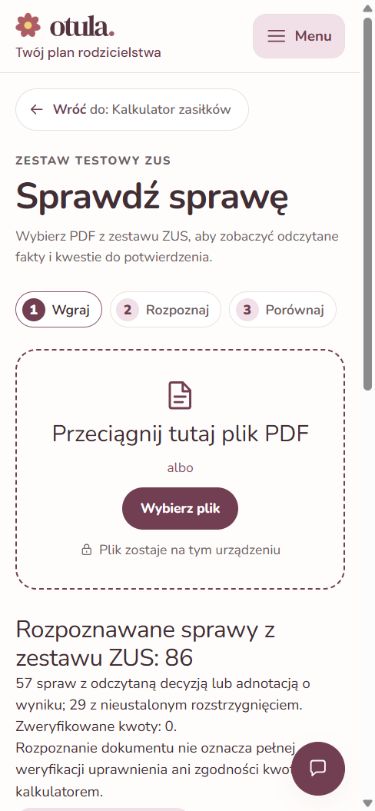 otula.
Twój plan rodzicielstwa
Menu
Wróć do: Kalkulator zasiłków
ZESTAW TESTOWY ZUS
Sprawdź sprawę
Wybierz PDF z zestawu ZUS, aby zobaczyć odczytane
fakty i kwestie do potwierdzenia.
1 Wgraj
2 Rozpoznaj
3 Porównaj
Przeciągnij tutaj plik PDF
albo
Wybierz plik
Plik zostaje na tym urządzeniu
Rozpoznawane sprawy z
zestawu ZUS: 86
57 spraw z odczytaną decyzją lub adnotacją o
wyniku; 29 z nieustalonym rozstrzygnięciem.
Zweryfikowane kwoty: 0.
Rozpoznanie dokumentu nie oznacza pełnej
weryfikacji uprawnienia ani zgodności
kalkulatorem.